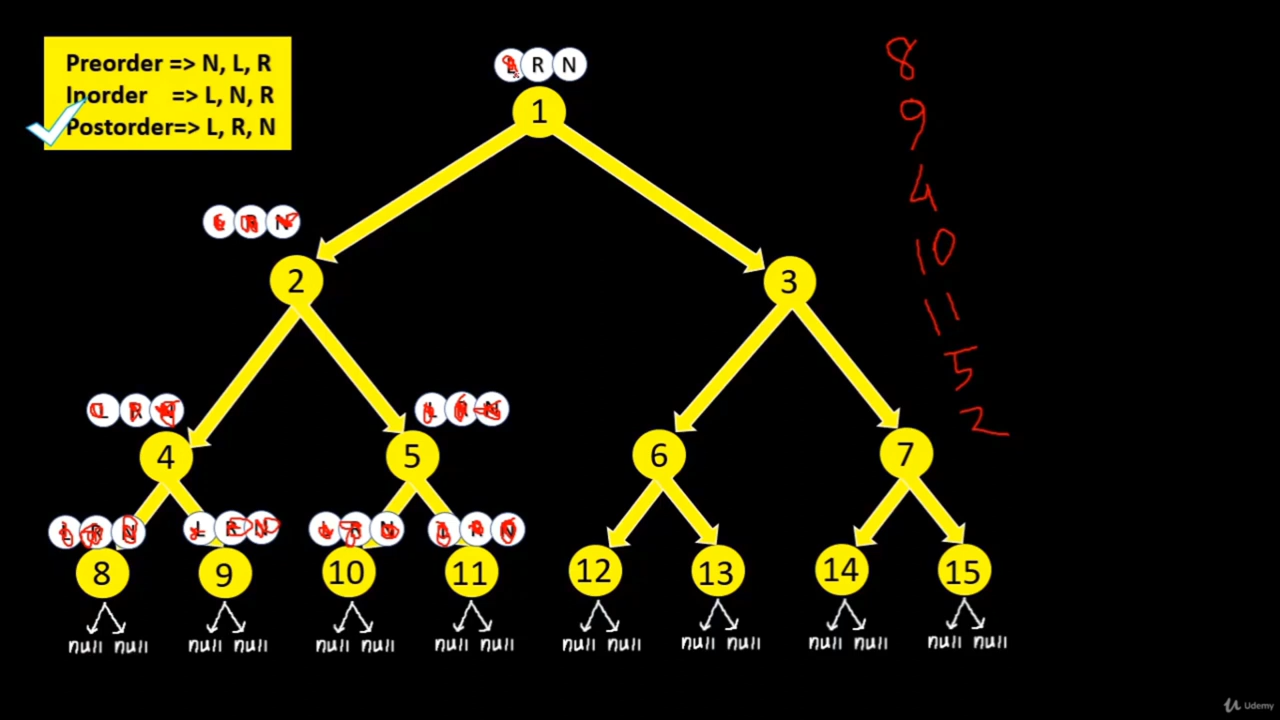 Preorder => N, L, R
Inorder => L, N, R
Postorder=> L, R, N
L R N
1
L R N
2
3
L R N
L R N
4
5
6
7
L R N
L R N
L R N
L R N
8
9
10
11
12
13
14
15
null null
null null
null null
null null
null null
null null
null null
null null
8
9
4
10
11
5
2
Udemy